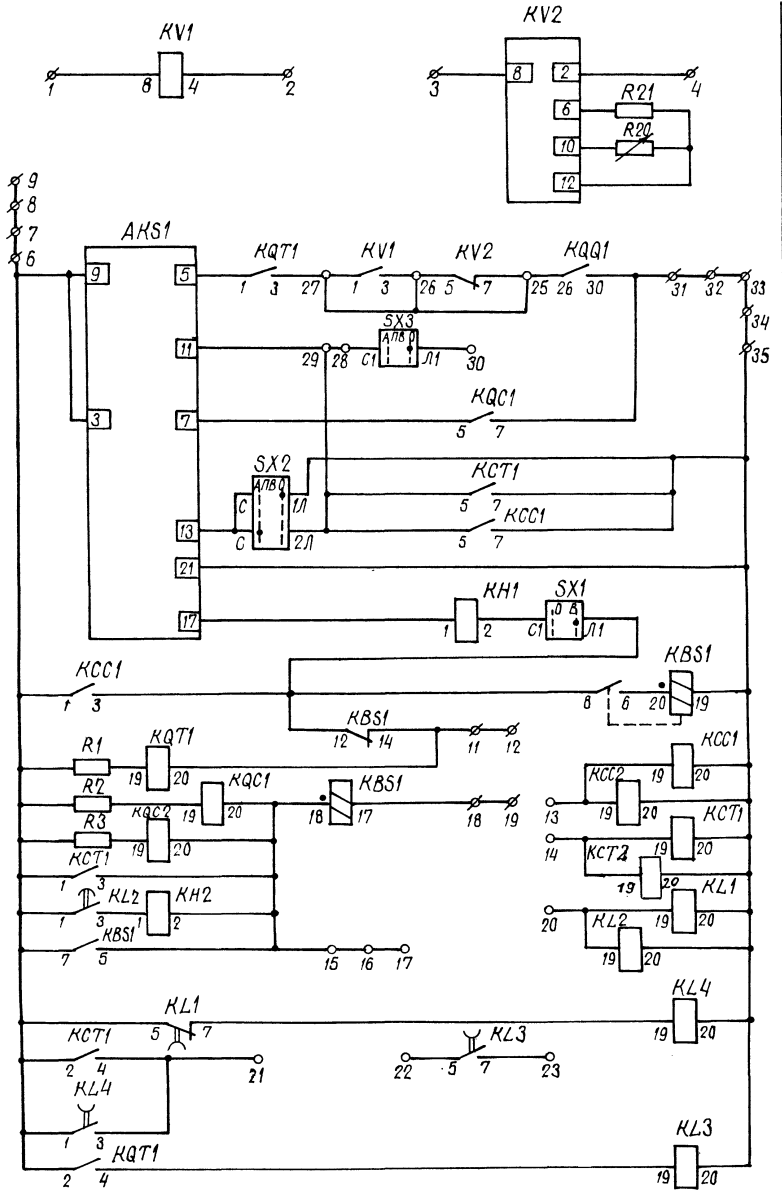 KV1
KV2
1 8 4 2
3 8 2 4
6 R21
10 R20
12
9
8
7
6
AKS1
9 5 KQT1 KV1 KV2 KQQ1
1 3 27 1 3 26 5 7 25 26 30 31 32 33
34
SX3
АПВ О
11 29 28 С1 Л1 30
35
3 7 KQC1
5 7
SX2
АПВ О
С 1Л
KCT1
5 7
13 С 2Л
KCC1
5 7
21
17 KH1 SX1
О В
1 2 С1 Л1
KCC1
1 3
KBS1
8 6 20 19
KBS1
12 14 11 12
R1 KQT1
19 20
KCC1
19 20
R2 KQC1 KBS1
19 20 18 17 18 19
13 KCC2
19 20
R3 KQC2
19 20
14 KCT1
19 20
KCT1
1 3
KCT2
19 20
KL2 KH2
1 3 1 2
20 KL1
19 20
KBS1
7 5 15 16 17
KL2
19 20
KL1
5 7
KL4
19 20
KCT1
2 4 21
KL3
22 5 7 23
KL4
1 3
KQT1
2 4
KL3
19 20